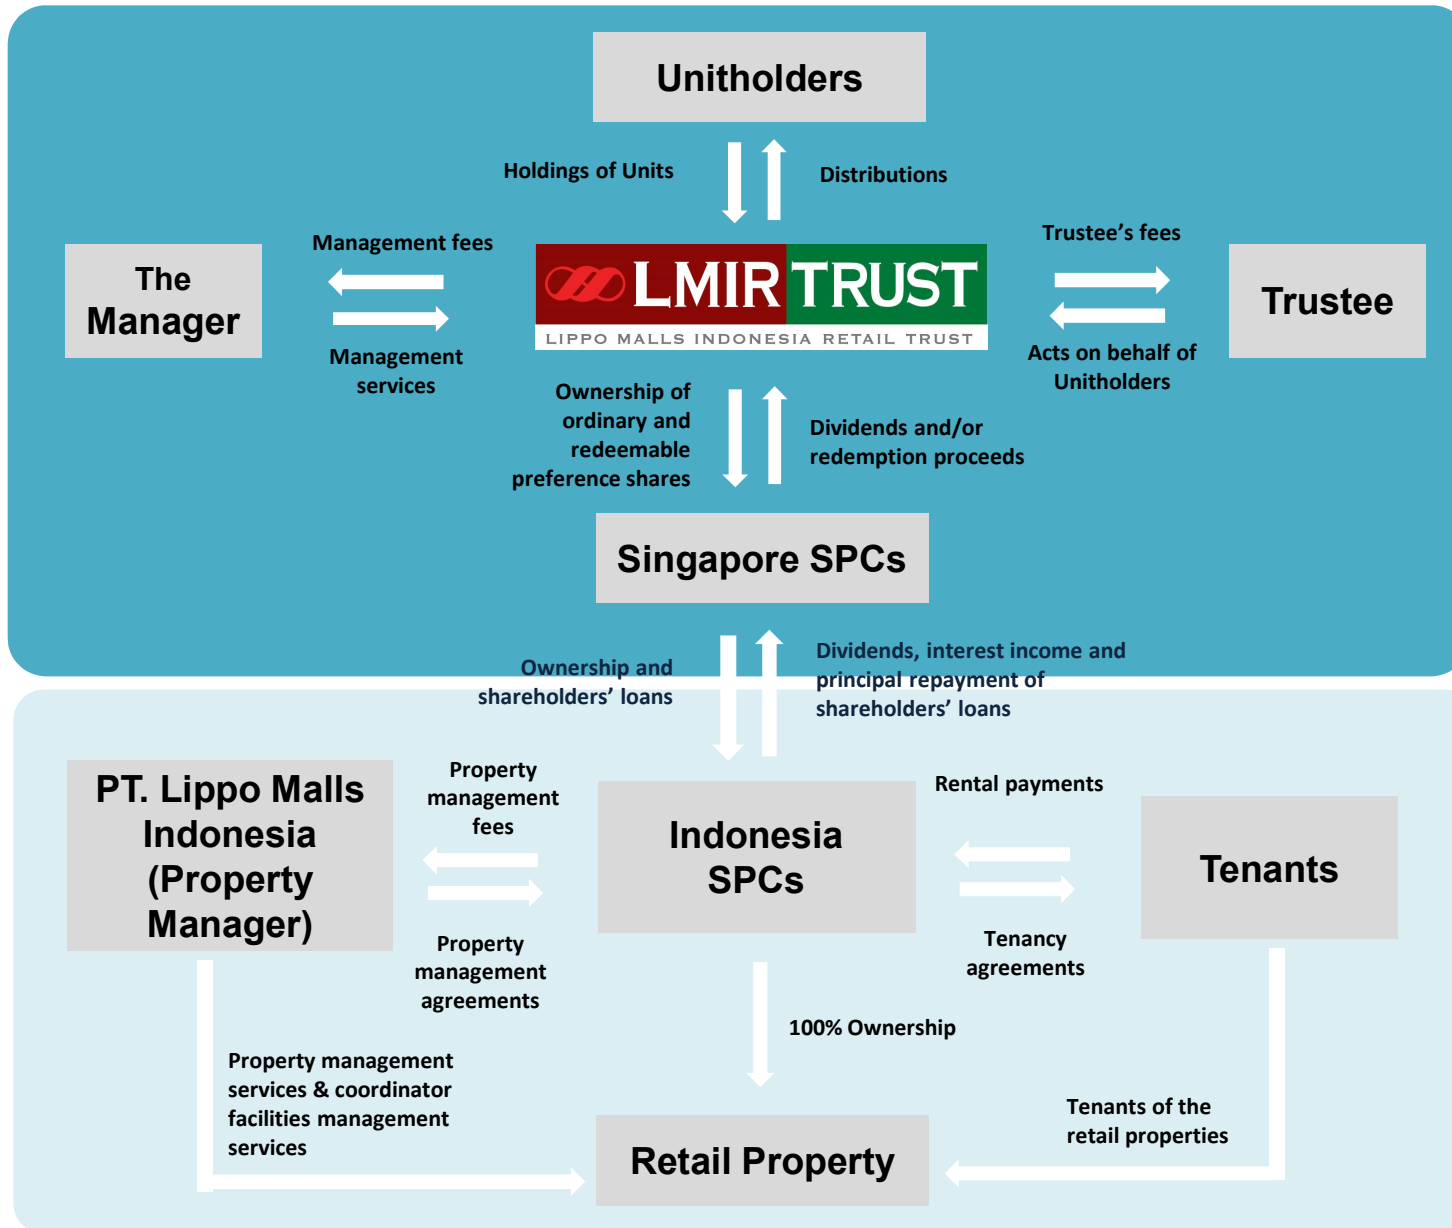 Unitholders
Holdings of Units
Distributions
Management fees
Trustee’s fees
The
Manager
LMIR TRUST
LIPPO MALLS INDONESIA RETAIL TRUST
Trustee
Management
services
Acts on behalf of
Unitholders
Ownership of
ordinary and
redeemable
preference shares
Dividends and/or
redemption proceeds
Singapore SPCs
Ownership and
shareholders’ loans
Dividends, interest income and
principal repayment of
shareholders’ loans
PT. Lippo Malls
Indonesia
(Property
Manager)
Property
management
fees
Indonesia
SPCs
Rental payments
Tenants
Property
management
agreements
Tenancy
agreements
100% Ownership
Property management
services & coordinator
facilities management
services
Tenants of the
retail properties
Retail Property